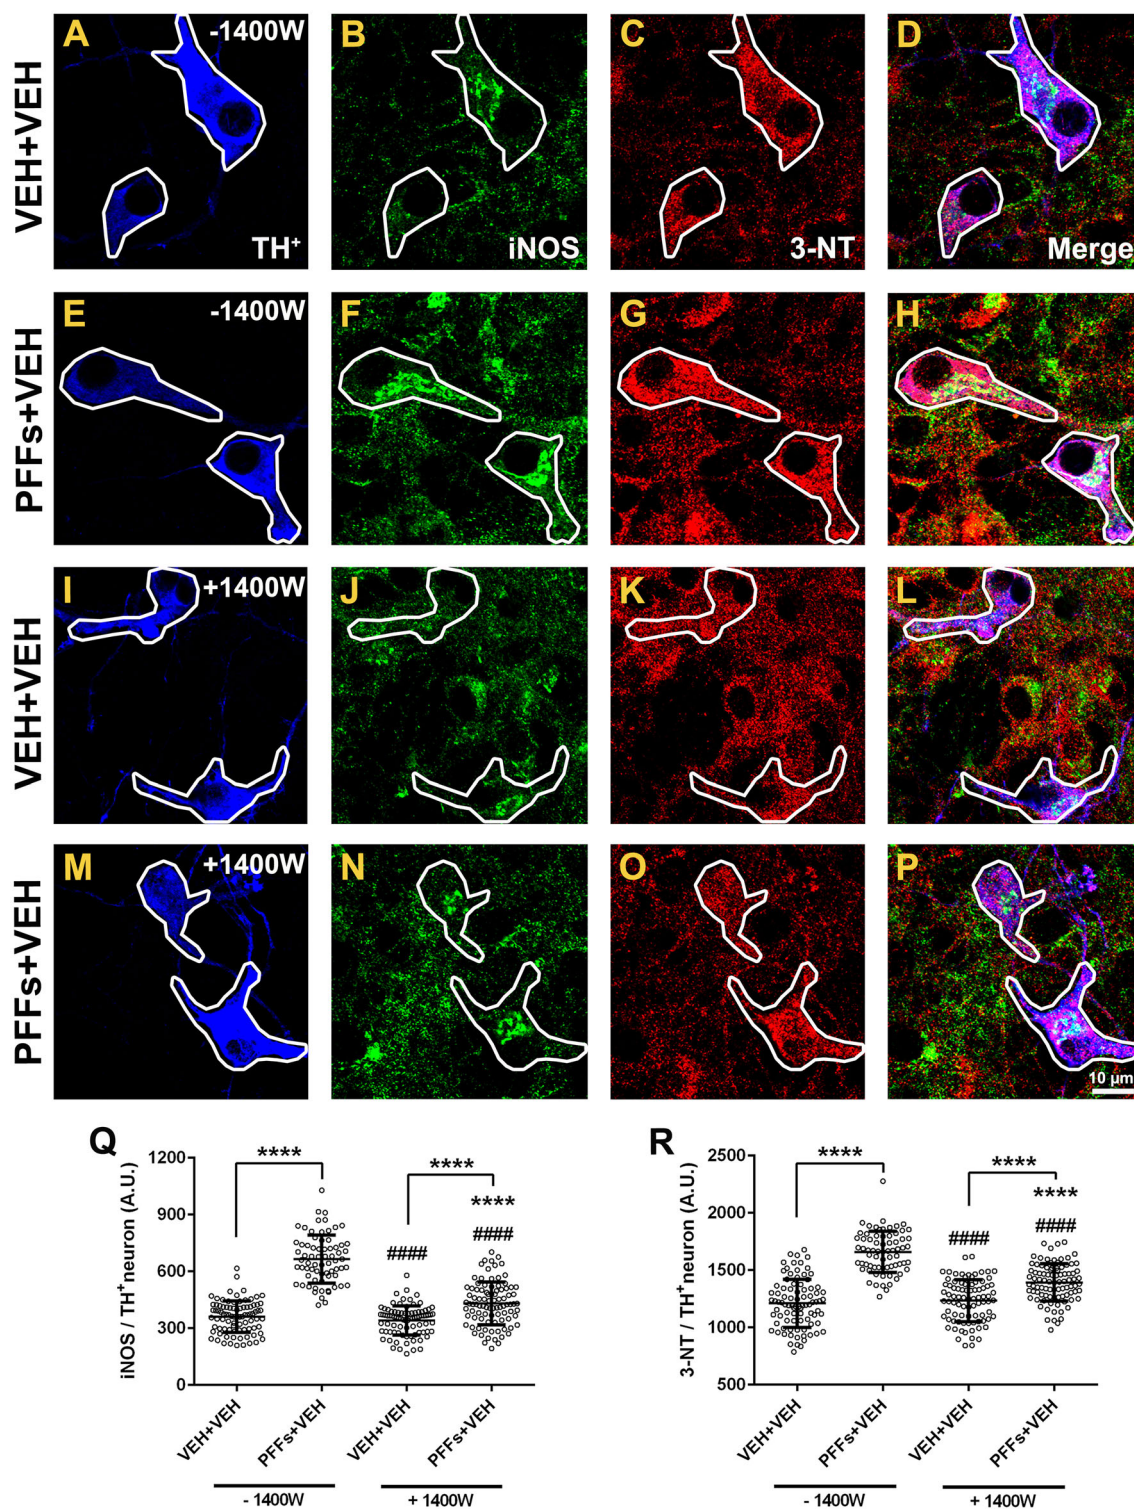 VEH+VEH
A
-1400W
TH⁺
B
iNOS
C
3-NT
D
Merge
PFFs+VEH
E
-1400W
F
G
H
VEH+VEH
I
+1400W
J
K
L
PFFs+VEH
M
+1400W
N
O
P
10 µm
Q
iNOS / TH⁺neuron (A.U.)
1200
900
600
300
0
****
****
****
####
####
VEH+VEH
PFFs+VEH
VEH+VEH
PFFs+VEH
- 1400W
+ 1400W
R
3-NT / TH⁺neuron (A.U.)
2500
2000
1500
1000
500
****
****
****
####
####
VEH+VEH
PFFs+VEH
VEH+VEH
PFFs+VEH
- 1400W
+ 1400W